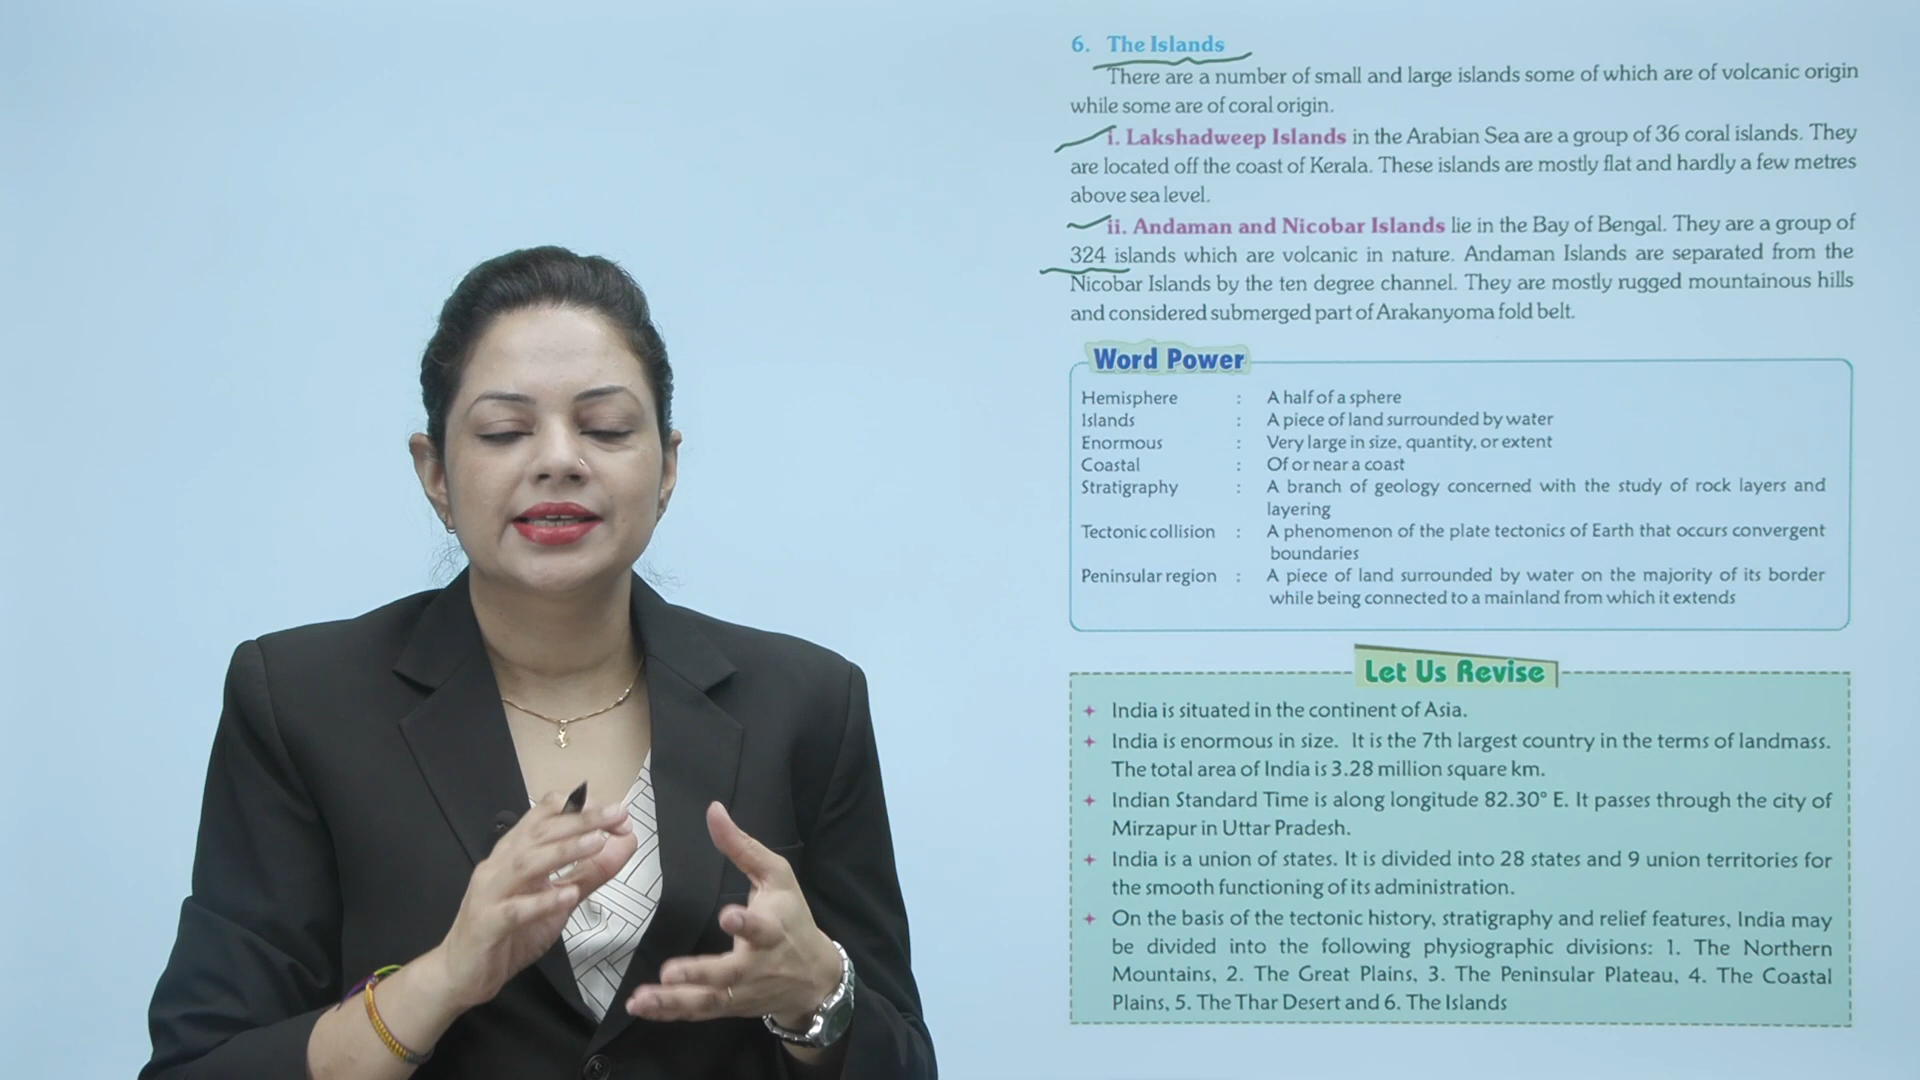 6. The Islands
There are a number of small and large islands some of which are of volcanic origin
while some are of coral origin.
i. Lakshadweep Islands in the Arabian Sea are a group of 36 coral islands. They
are located off the coast of Kerala. These islands are mostly flat and hardly a few metres
above sea level.
ii. Andaman and Nicobar Islands lie in the Bay of Bengal. They are a group of
324 islands which are volcanic in nature. Andaman Islands are separated from the
Nicobar Islands by the ten degree channel. They are mostly rugged mountainous hills
and considered submerged part of Arakanyoma fold belt.
Word Power
Hemisphere : A half of a sphere
Islands : A piece of land surrounded by water
Enormous : Very large in size, quantity, or extent
Coastal : Of or near a coast
Stratigraphy : A branch of geology concerned with the study of rock layers and
layering
Tectonic collision : A phenomenon of the plate tectonics of Earth that occurs convergent
boundaries
Peninsular region : A piece of land surrounded by water on the majority of its border
while being connected to a mainland from which it extends
Let Us Revise
+ India is situated in the continent of Asia.
+ India is enormous in size. It is the 7th largest country in the terms of landmass.
The total area of India is 3.28 million square km.
+ Indian Standard Time is along longitude 82.30° E. It passes through the city of
Mirzapur in Uttar Pradesh.
+ India is a union of states. It is divided into 28 states and 9 union territories for
the smooth functioning of its administration.
+ On the basis of the tectonic history, stratigraphy and relief features, India may
be divided into the following physiographic divisions: 1. The Northern
Mountains, 2. The Great Plains, 3. The Peninsular Plateau, 4. The Coastal
Plains, 5. The Thar Desert and 6. The Islands